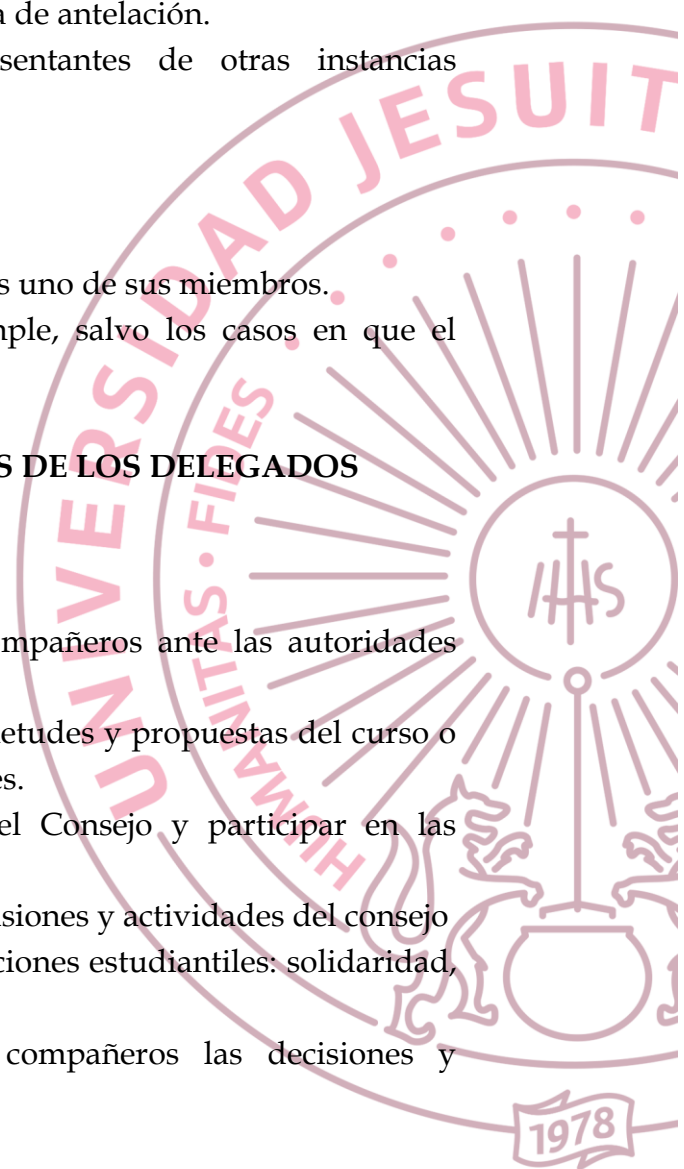 de antelación.
sentantes de otras instancias
UNIVERSIDAD JESUIT
s uno de sus miembros.
ple, salvo los casos en que el
HUMANITAS · FIDES
S DE LOS DELEGADOS
IHS
mpañeros ante las autoridades
etudes y propuestas del curso o
es.
el Consejo y participar en las
siones y actividades del consejo
ciones estudiantiles: solidaridad,
compañeros las decisiones y
1978